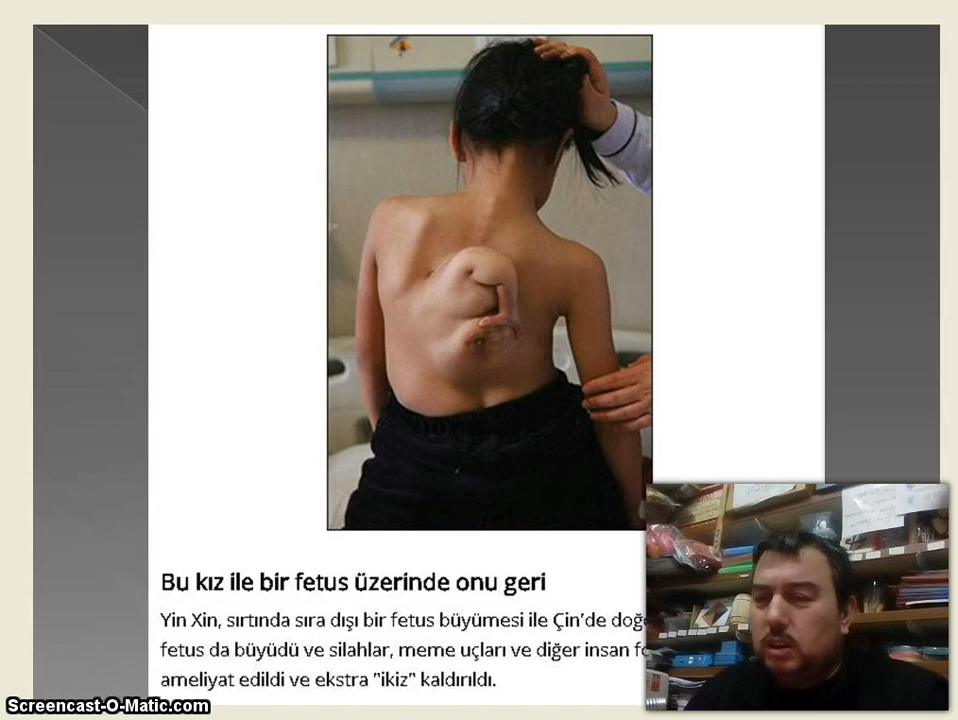 Bu kız ile bir fetus üzerinde onu geri
Yin Xin, sırtında sıra dışı bir fetus büyümesi ile Çin'de
fetus da büyüdü ve silahlar, meme uçları ve diğer insan
ameliyat edildi ve ekstra "ikiz" kaldırıldı.
Screencast-O-Matic.com